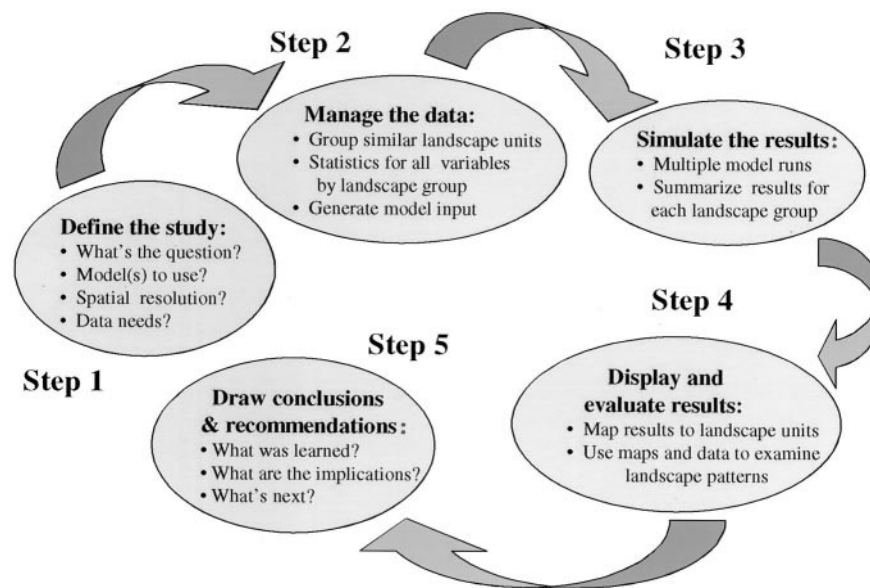 Step 1
Define the study:
• What's the question?
• Model(s) to use?
• Spatial resolution?
• Data needs?
Step 2
Manage the data:
• Group similar landscape units
• Statistics for all variables
by landscape group
• Generate model input
Step 3
Simulate the results:
• Multiple model runs
• Summarize results for
each landscape group
Step 4
Display and
evaluate results:
• Map results to landscape units
• Use maps and data to examine
landscape patterns
Step 5
Draw conclusions
& recommendations:
• What was learned?
• What are the implications?
• What's next?